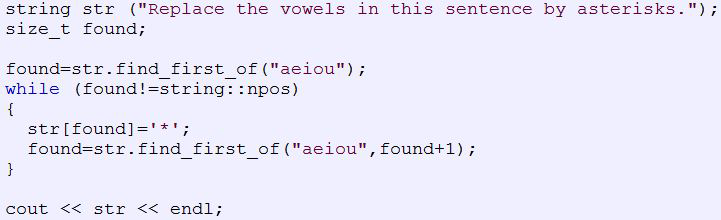 string str ("Replace the vowels in this sentence by asterisks.");
size_t found;
found=str.find_first_of("aeiou");
while (found!=string::npos)
{
str[found]='*';
found=str.find_first_of("aeiou",found+1);
}
cout << str << endl;